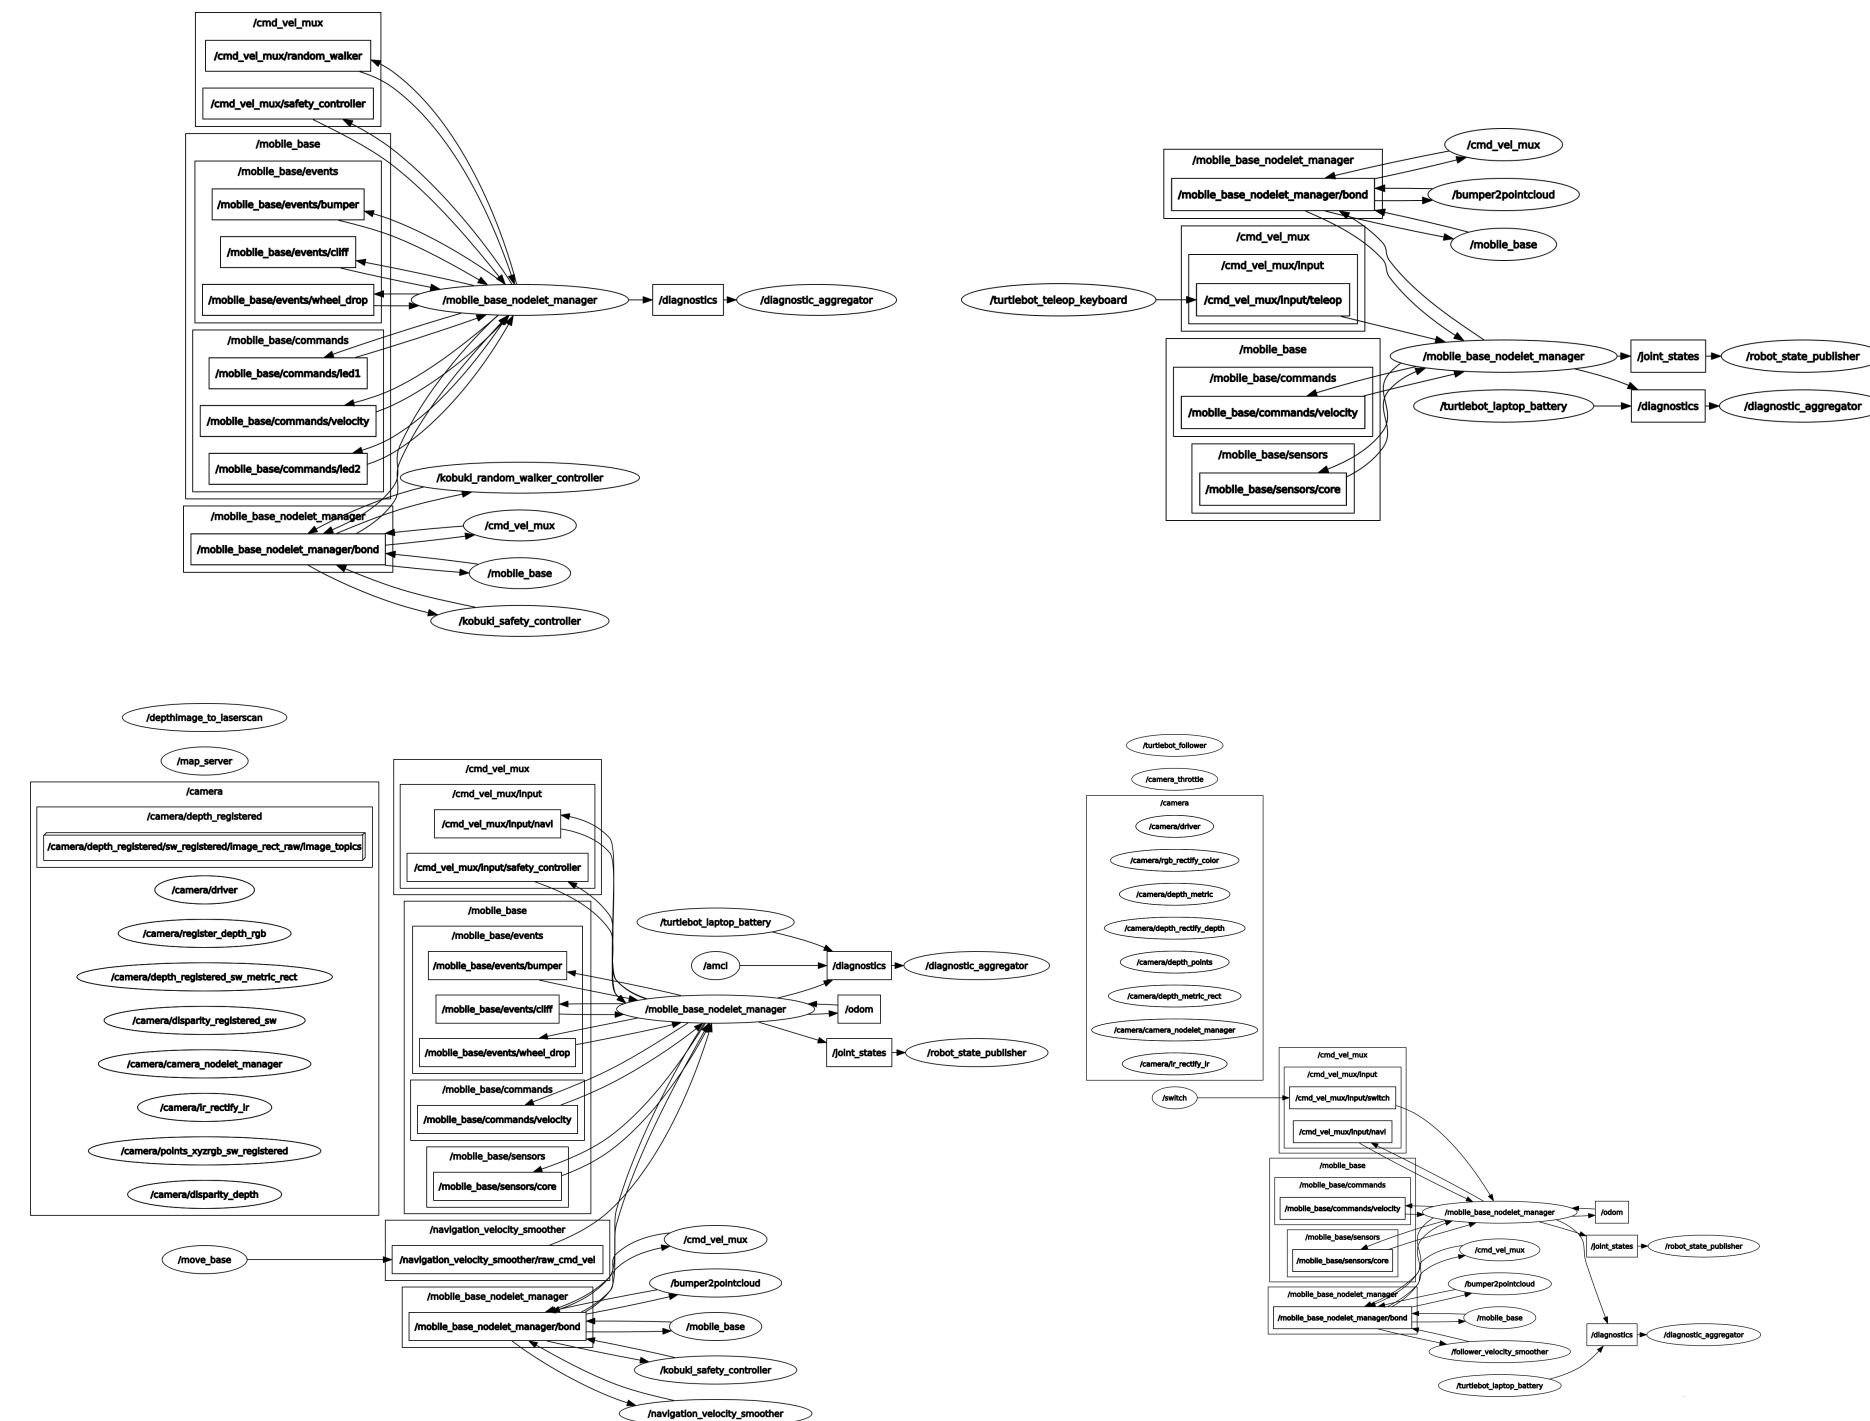 /cmd_vel_mux
/cmd_vel_mux/random_walker
/cmd_vel_mux/safety_controller
/mobile_base
/mobile_base/events
/mobile_base/events/bumper
/mobile_base/events/cliff
/mobile_base/events/wheel_drop
/mobile_base_nodelet_manager
/diagnostics
/diagnostic_aggregator
/mobile_base/commands
/mobile_base/commands/led1
/mobile_base/commands/velocity
/mobile_base/commands/led2
/kobuki_random_walker_controller
/mobile_base_nodelet_manager
/cmd_vel_mux
/mobile_base_nodelet_manager/bond
/mobile_base
/kobuki_safety_controller
/cmd_vel_mux
/mobile_base_nodelet_manager
/mobile_base_nodelet_manager/bond
/bumper2pointcloud
/mobile_base
/cmd_vel_mux
/cmd_vel_mux/input
/turtlebot_teleop_keyboard
/cmd_vel_mux/input/teleop
/mobile_base
/mobile_base_nodelet_manager
/joint_states
/robot_state_publisher
/mobile_base/commands
/mobile_base/commands/velocity
/turtlebot_laptop_battery
/diagnostics
/diagnostic_aggregator
/mobile_base/sensors
/mobile_base/sensors/core
/depthimage_to_laserscan
/map_server
/camera
/camera/depth_registered
/camera/depth_registered/sw_registered/image_rect_raw/image_topics
/camera/driver
/camera/register_depth_rgb
/camera/depth_registered_sw_metric_rect
/camera/disparity_registered_sw
/camera/camera_nodelet_manager
/camera/ir_rectify_ir
/camera/points_xyzrgb_sw_registered
/camera/disparity_depth
/move_base
/cmd_vel_mux
/cmd_vel_mux/input
/cmd_vel_mux/input/navi
/cmd_vel_mux/input/safety_controller
/mobile_base
/mobile_base/events
/mobile_base/events/bumper
/mobile_base/events/cliff
/mobile_base/events/wheel_drop
/mobile_base/commands
/mobile_base/commands/velocity
/mobile_base/sensors
/mobile_base/sensors/core
/navigation_velocity_smoother
/navigation_velocity_smoother/raw_cmd_vel
/mobile_base_nodelet_manager
/mobile_base_nodelet_manager/bond
/turtlebot_laptop_battery
/amcl
/diagnostics
/diagnostic_aggregator
/mobile_base_nodelet_manager
/odom
/joint_states
/robot_state_publisher
/cmd_vel_mux
/bumper2pointcloud
/mobile_base
/kobuki_safety_controller
/navigation_velocity_smoother
/turtlebot_follower
/camera_throttle
/camera
/camera/driver
/camera/rgb_rectify_color
/camera/depth_metric
/camera/depth_rectify_depth
/camera/depth_points
/camera/depth_metric_rect
/camera/camera_nodelet_manager
/camera/ir_rectify_ir
/switch
/cmd_vel_mux
/cmd_vel_mux/input
/cmd_vel_mux/input/switch
/cmd_vel_mux/input/navi
/mobile_base
/mobile_base/commands
/mobile_base/commands/velocity
/mobile_base/sensors
/mobile_base/sensors/core
/mobile_base_nodelet_manager
/mobile_base_nodelet_manager/bond
/mobile_base_nodelet_manager
/odom
/joint_states
/robot_state_publisher
/cmd_vel_mux
/bumper2pointcloud
/mobile_base
/follower_velocity_smoother
/diagnostics
/diagnostic_aggregator
/turtlebot_laptop_battery